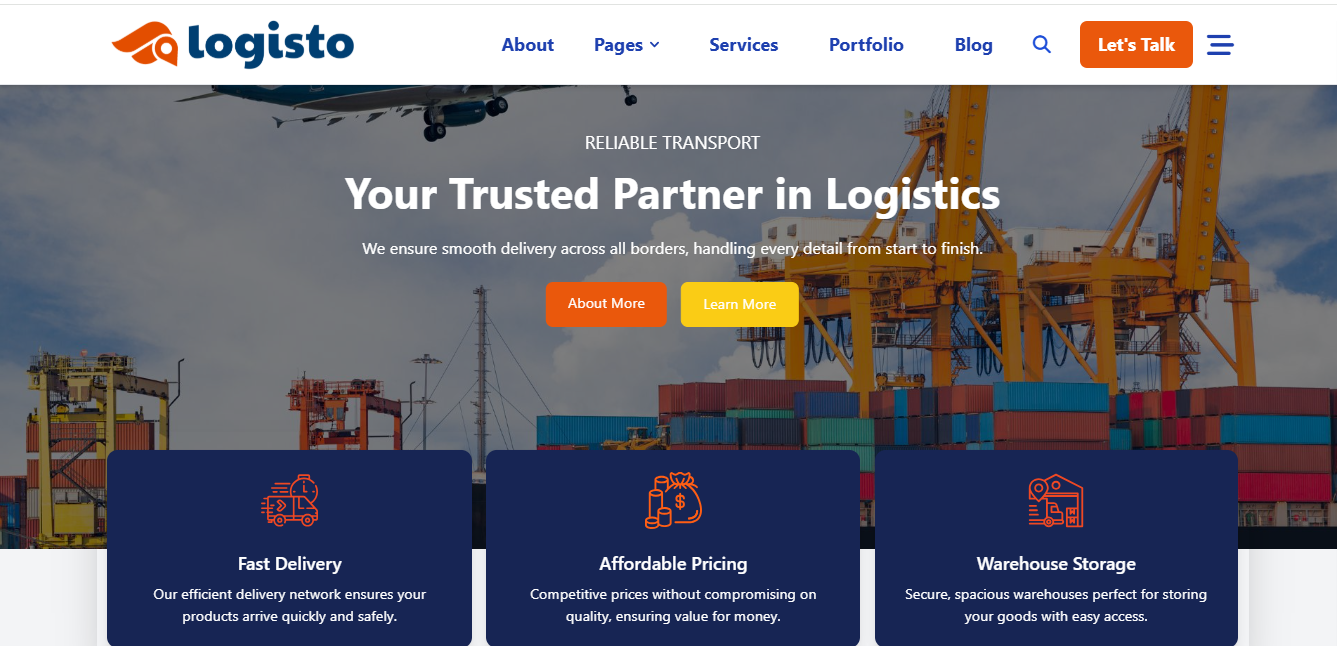 logisto
About Pages Services Portfolio Blog Let's Talk
RELIABLE TRANSPORT
Your Trusted Partner in Logistics
We ensure smooth delivery across all borders, handling every detail from start to finish.
About More Learn More
$
Fast Delivery
Our efficient delivery network ensures your
products arrive quickly and safely.
Affordable Pricing
Competitive prices without compromising on
quality, ensuring value for money.
Warehouse Storage
Secure, spacious warehouses perfect for storing
your goods with easy access.